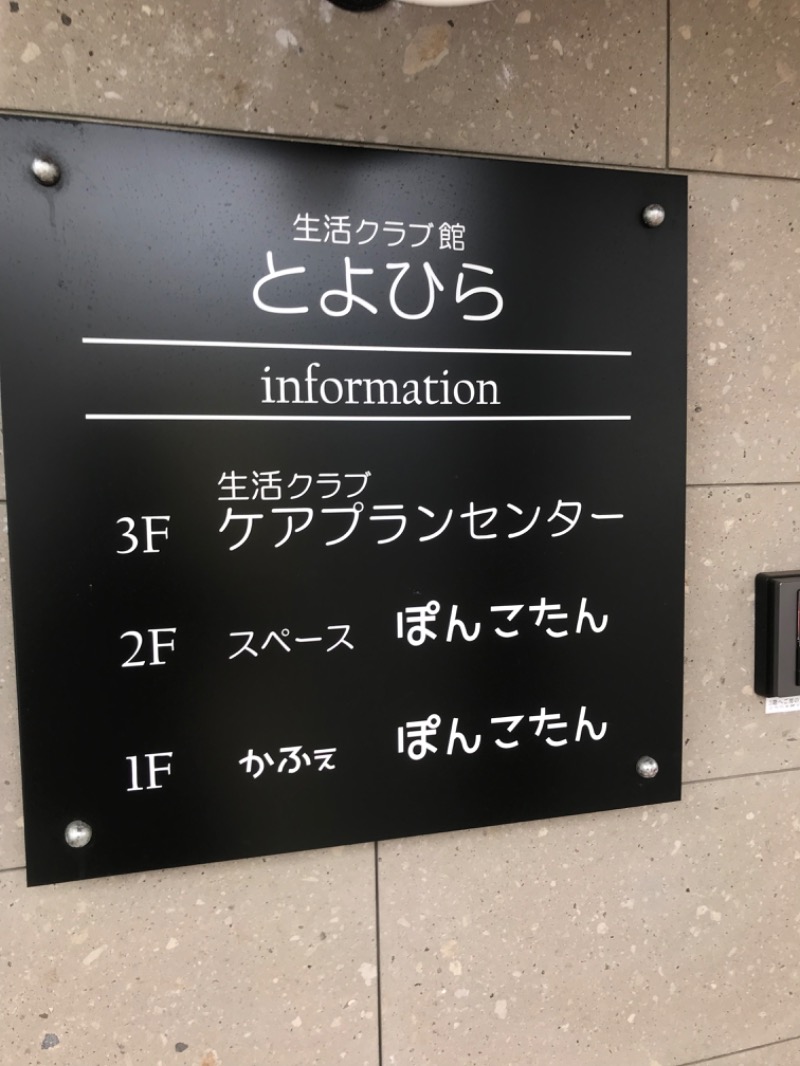 生活クラブ館
とよひら
information
生活クラブ
3F ケアプランセンター
2F スペース ぽんこたん
1F かふぇ ぽんこたん